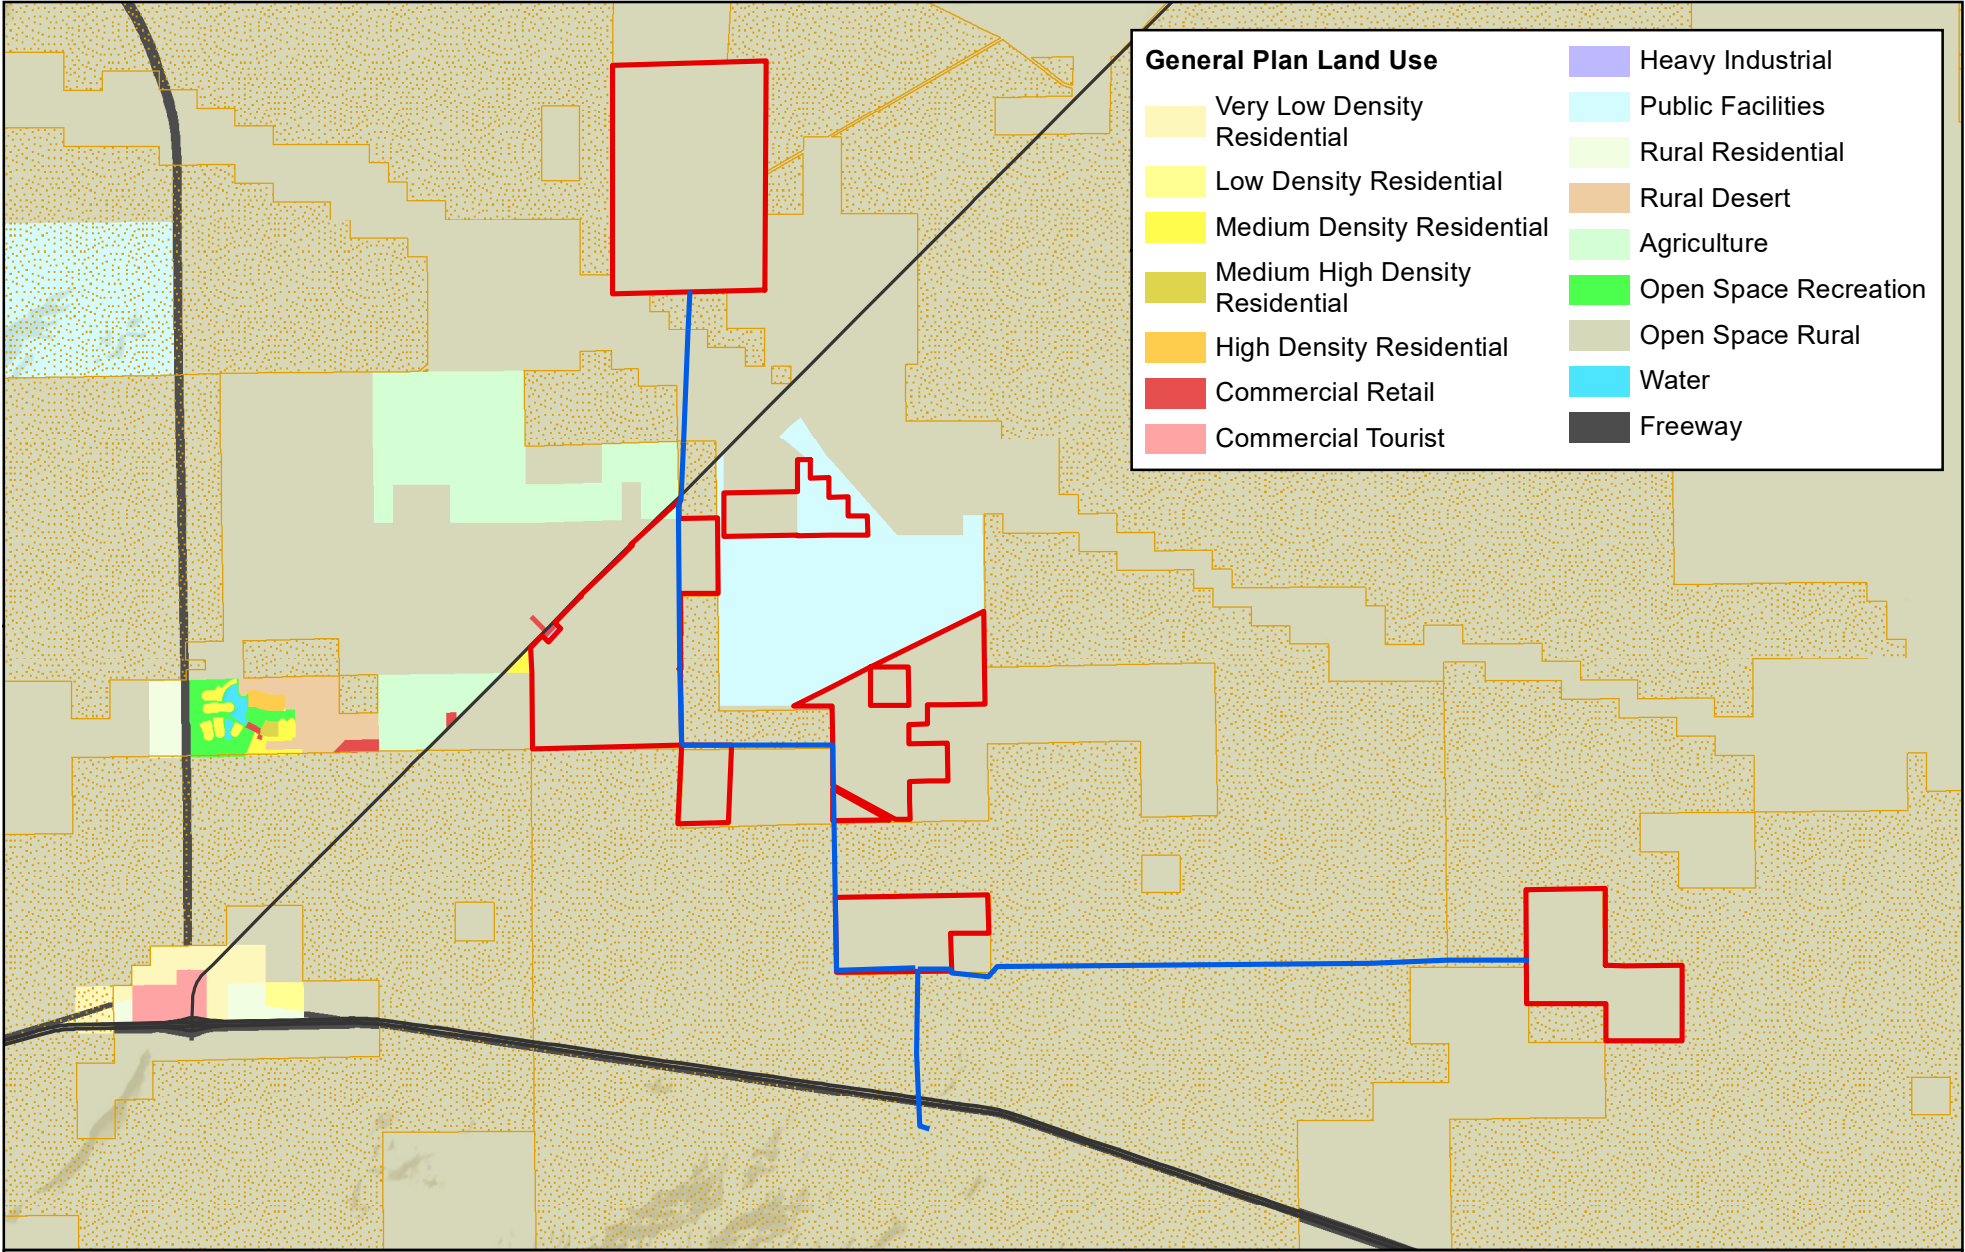 General Plan Land Use
Very Low Density
Residential
Low Density Residential
Medium Density Residential
Medium High Density
Residential
High Density Residential
Commercial Retail
Commercial Tourist
Heavy Industrial
Public Facilities
Rural Residential
Rural Desert
Agriculture
Open Space Recreation
Open Space Rural
Water
Freeway